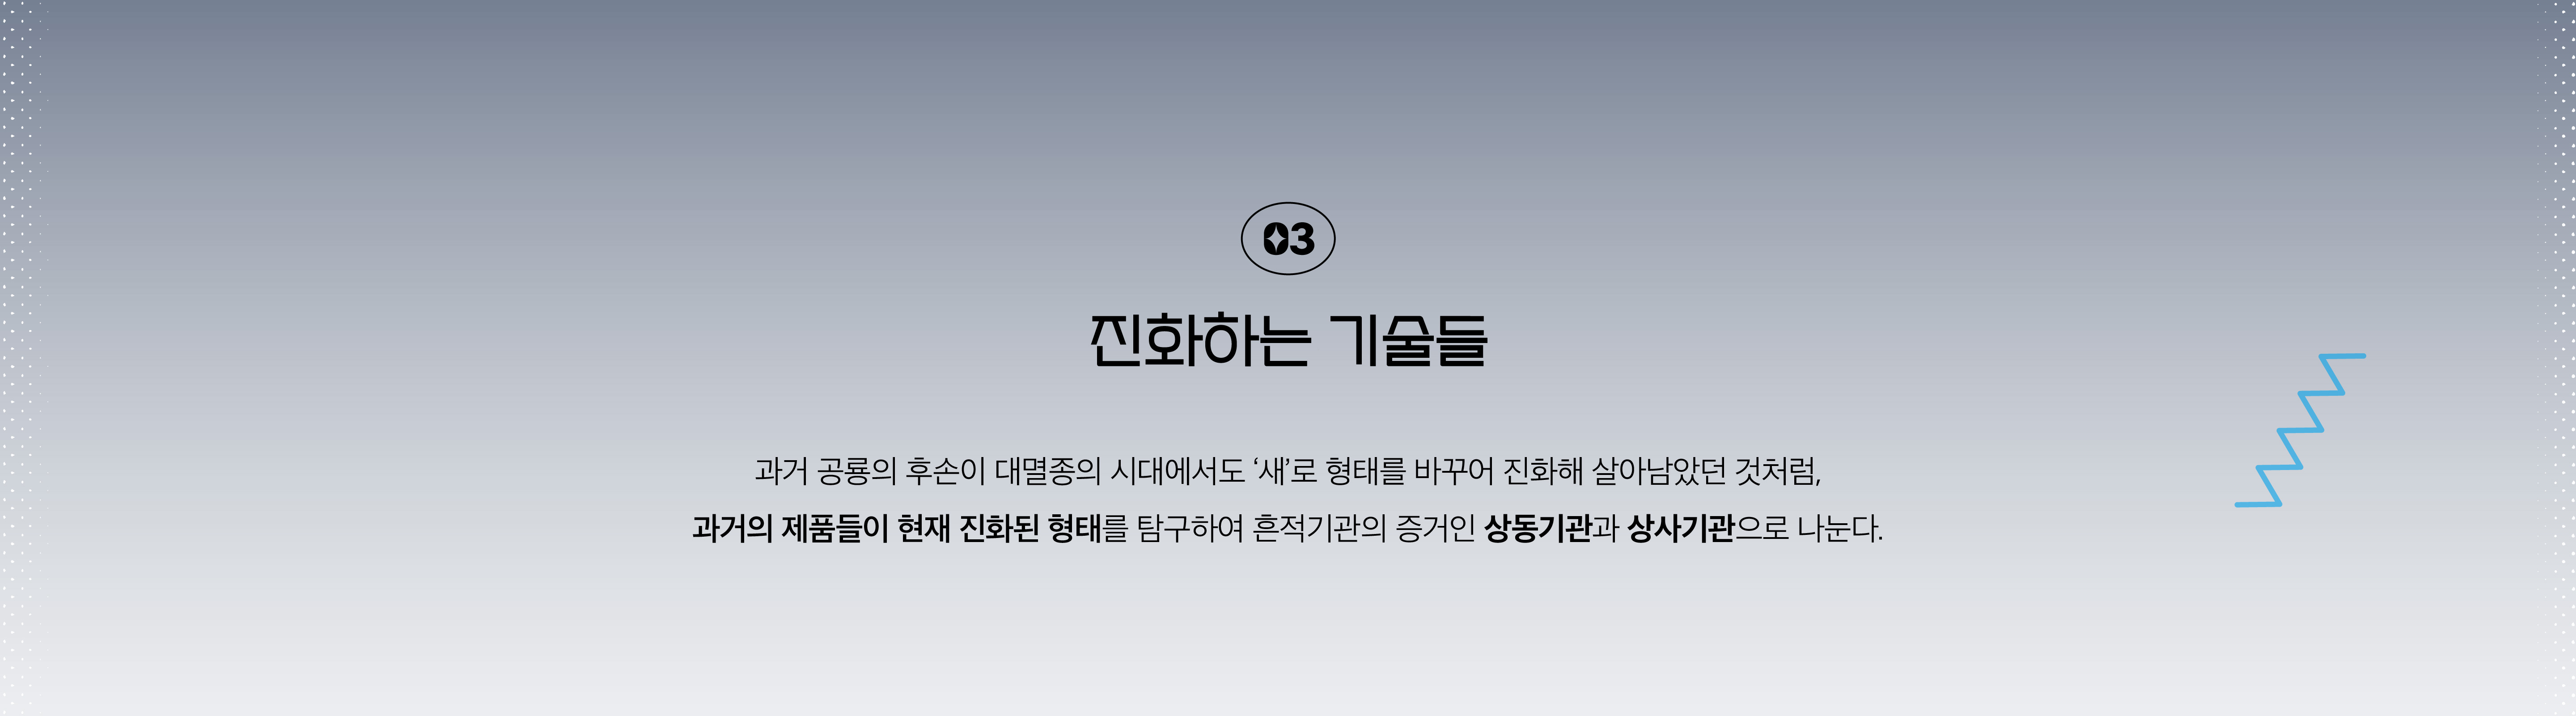 03
진화하는 기술들
과거 공룡의 후손이 대멸종의 시대에서도 ‘새’로 형태를 바꾸어 진화해 살아남았던 것처럼,
과거의 제품들이 현재 진화된 형태를 탐구하여 흔적기관의 증거인 상동기관과 상사기관으로 나눈다.